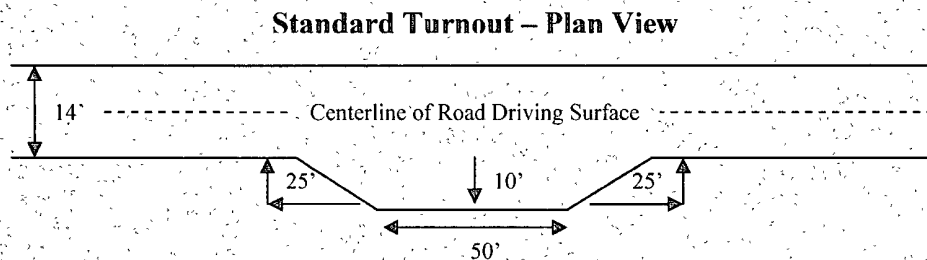 Standard Turnout – Plan View
14' Centerline of Road Driving Surface
25' 10' 25'
50'